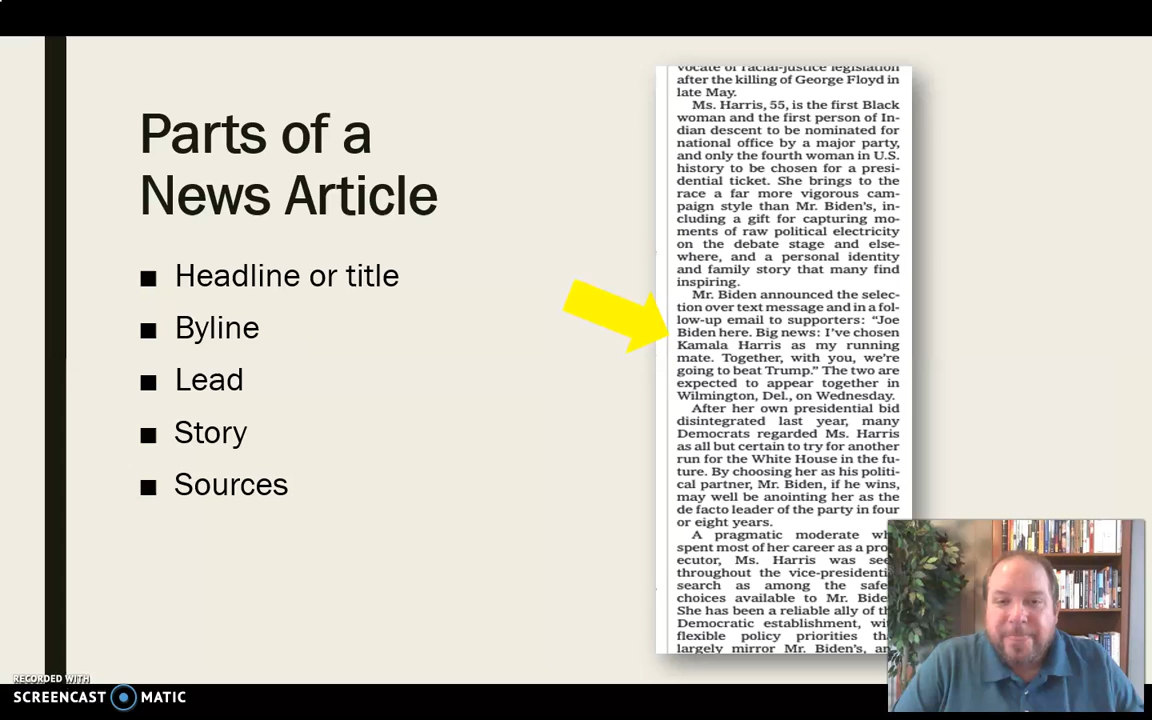 Parts of a
News Article
■ Headline or title
■ Byline
■ Lead
■ Story
■ Sources
vocate of racial-justice legislation
after the killing of George Floyd in
late May.
Ms. Harris, 55, is the first Black
woman and the first person of In-
dian descent to be nominated for
national office by a major party,
and only the fourth woman in U.S.
history to be chosen for a presi-
dential ticket. She brings to the
race a far more vigorous cam-
paign style than Mr. Biden's, in-
cluding a gift for capturing mo-
ments of raw political electricity
on the debate stage and else-
where, and a personal identity
and family story that many find
inspiring.
Mr. Biden announced the selec-
tion over text message and in a fol-
low-up email to supporters: “Joe
Biden here. Big news: I've chosen
Kamala Harris as my running
mate. Together, with you, we're
going to beat Trump.” The two are
expected to appear together in
Wilmington, Del., on Wednesday.
After her own presidential bid
disintegrated last year, many
Democrats regarded Ms. Harris
as all but certain to try for another
run for the White House in the fu-
ture. By choosing her as his politi-
cal partner, Mr. Biden, if he wins,
may well be anointing her as the
de facto leader of the party in four
or eight years.
A pragmatic moderate wh
spent most of her career as a pro
ecutor, Ms. Harris was see
throughout the vice-presidenti
search as among the safe
choices available to Mr. Bide
She has been a reliable ally of th
Democratic establishment, wit
flexible policy priorities tha
largely mirror Mr. Biden's, an
RECORDED WITH
SCREENCAST MATIC